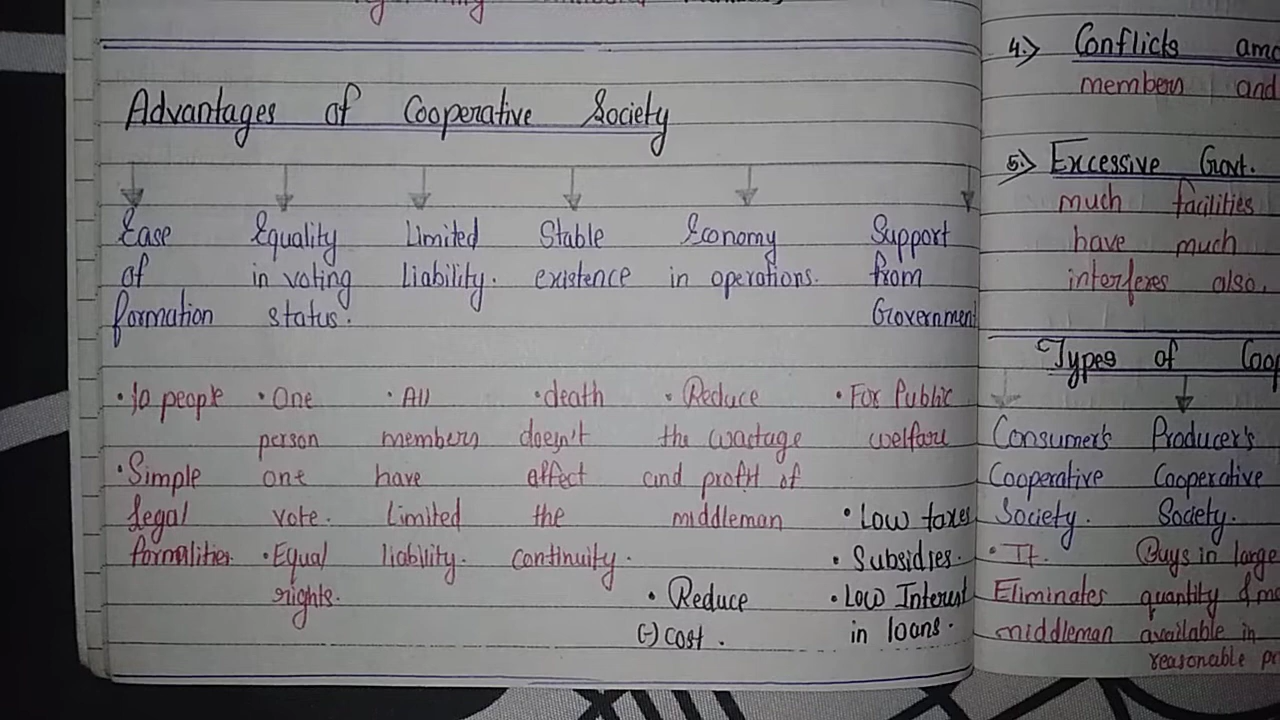 Advantages of Cooperative Society
Ease of formation
Equality in voting status.
Limited liability.
Stable existence
Economy in operations.
Support from Government
• 10 people
• Simple legal formalities.
• One person one vote.
• Equal rights.
• All members have Limited liability.
• death doesn't affect the continuity.
• Reduce the wastage and profit of middleman
• Reduce (-) cost.
• For Public welfare
• Low taxes
• Subsidies.
• Low Interest in loans.
4.) Conflicts
members and
5.) Excessive Govt.
much facilities
have much
interferes also.
Types of
Consumer's Cooperative Society.
• It Eliminates middleman
Producer's Cooperative Society.
Buys in large
quantity &
available in
reasonable